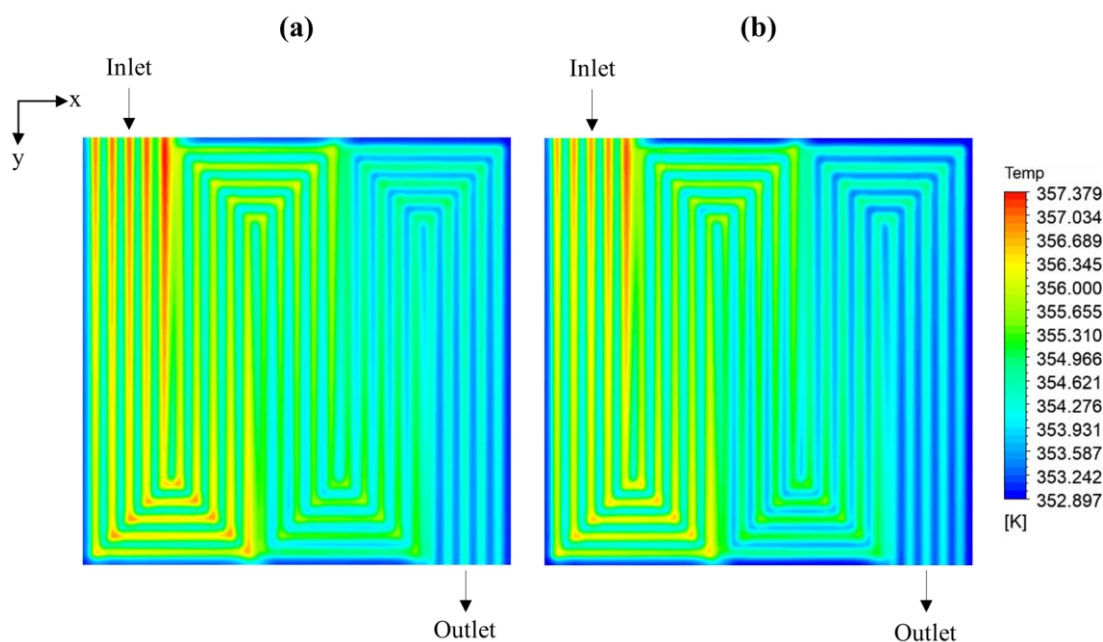 (a)
(b)
Inlet
Inlet
x
y
Temp
357.379
357.034
356.689
356.345
356.000
355.655
355.310
354.966
354.621
354.276
353.931
353.587
353.242
352.897
[K]
Outlet
Outlet